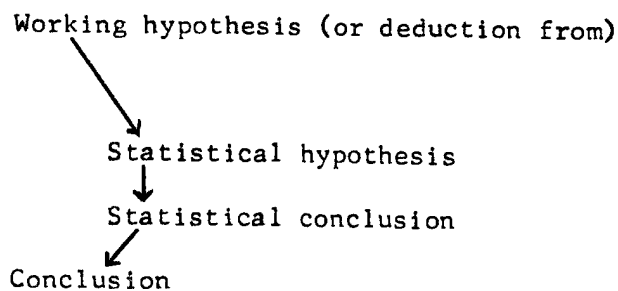 Working hypothesis (or deduction from)
Statistical hypothesis
Statistical conclusion
Conclusion